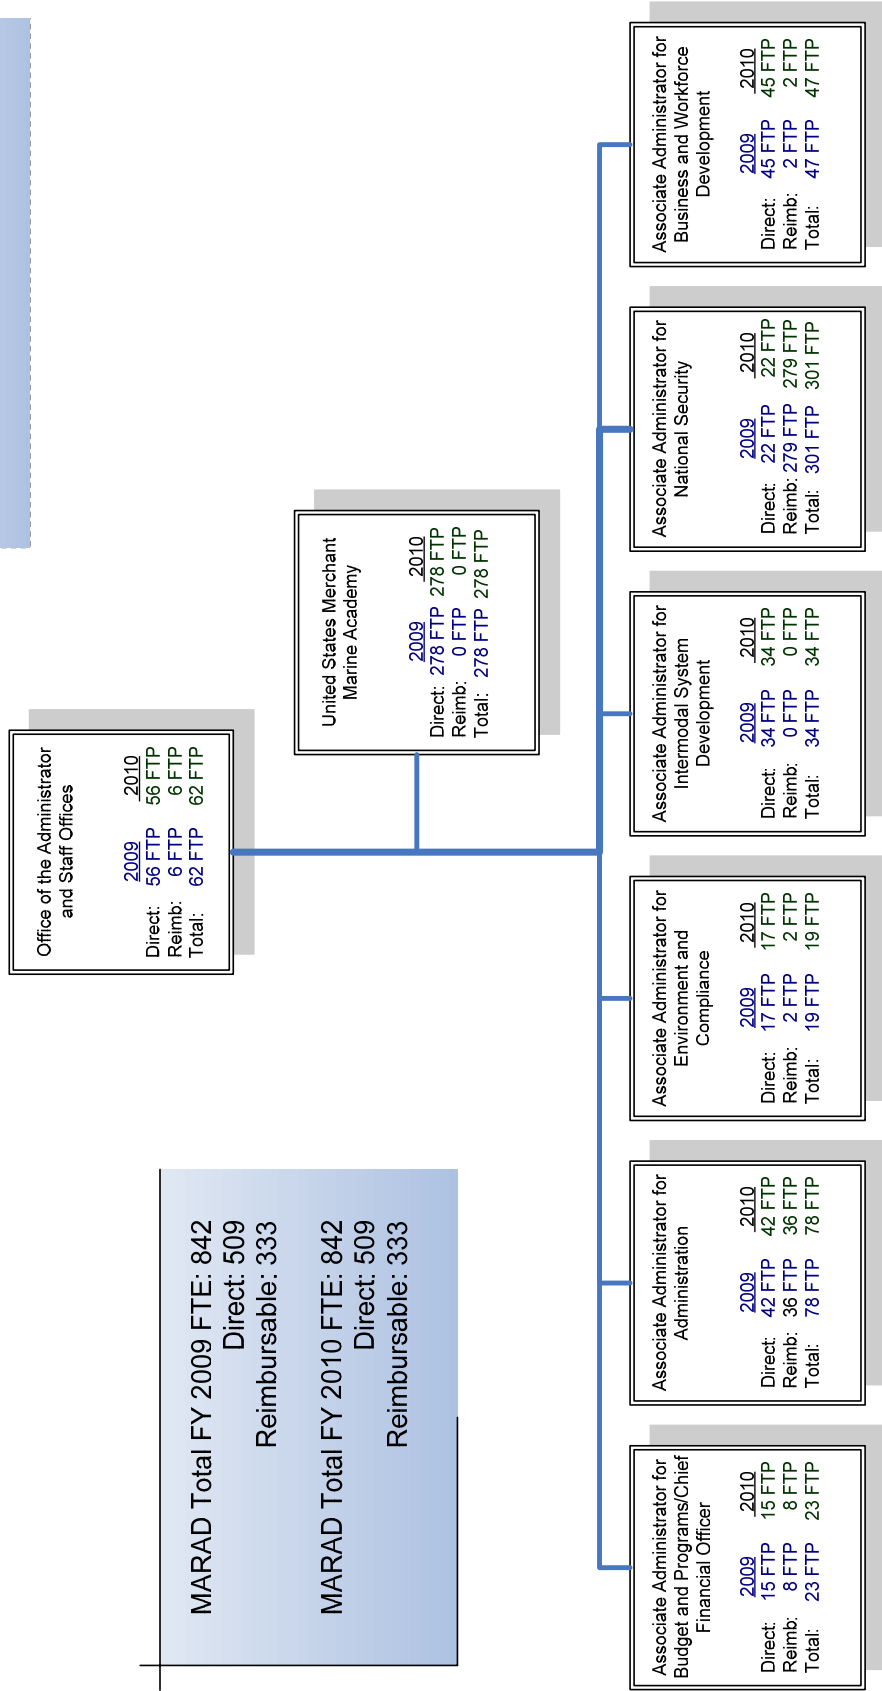 Office of the Administrator
and Staff Offices
2009 2010
Direct: 56 FTP 56 FTP
Reimb: 6 FTP 6 FTP
Total: 62 FTP 62 FTP
United States Merchant
Marine Academy
2009 2010
Direct: 278 FTP 278 FTP
Reimb: 0 FTP 0 FTP
Total: 278 FTP 278 FTP
MARAD Total FY 2009 FTE: 842
Direct: 509
Reimbursable: 333
MARAD Total FY 2010 FTE: 842
Direct: 509
Reimbursable: 333
Associate Administrator for
Budget and Programs/Chief
Financial Officer
2009 2010
Direct: 15 FTP 15 FTP
Reimb: 8 FTP 8 FTP
Total: 23 FTP 23 FTP
Associate Administrator for
Administration
2009 2010
Direct: 42 FTP 42 FTP
Reimb: 36 FTP 36 FTP
Total: 78 FTP 78 FTP
Associate Administrator for
Environment and
Compliance
2009 2010
Direct: 17 FTP 17 FTP
Reimb: 2 FTP 2 FTP
Total: 19 FTP 19 FTP
Associate Administrator for
Intermodal System
Development
2009 2010
Direct: 34 FTP 34 FTP
Reimb: 0 FTP 0 FTP
Total: 34 FTP 34 FTP
Associate Administrator for
National Security
2009 2010
Direct: 22 FTP 22 FTP
Reimb: 279 FTP 279 FTP
Total: 301 FTP 301 FTP
Associate Administrator for
Business and Workforce
Development
2009 2010
Direct: 45 FTP 45 FTP
Reimb: 2 FTP 2 FTP
Total: 47 FTP 47 FTP